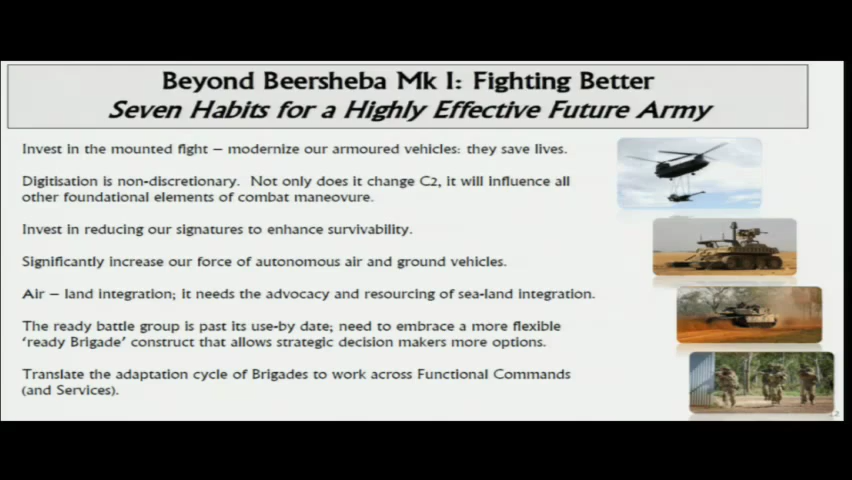 Beyond Beersheba Mk I: Fighting Better
Seven Habits for a Highly Effective Future Army
Invest in the mounted fight – modernize our armoured vehicles: they save lives.
Digitisation is non-discretionary. Not only does it change C2, it will influence all
other foundational elements of combat maneovure.
Invest in reducing our signatures to enhance survivability.
Significantly increase our force of autonomous air and ground vehicles.
Air – land integration; it needs the advocacy and resourcing of sea-land integration.
The ready battle group is past its use-by date; need to embrace a more flexible
‘ready Brigade’ construct that allows strategic decision makers more options.
Translate the adaptation cycle of Brigades to work across Functional Commands
(and Services).